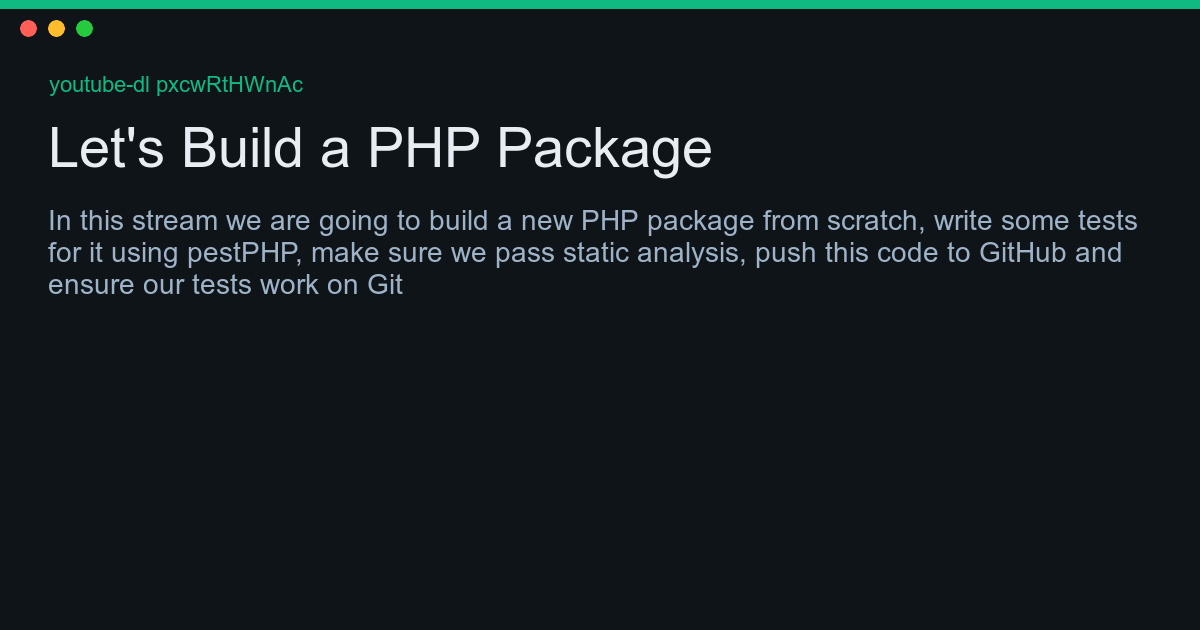 youtube-dl pxcwRtHWnAc
Let's Build a PHP Package
In this stream we are going to build a new PHP package from scratch, write some tests
for it using pestPHP, make sure we pass static analysis, push this code to GitHub and
ensure our tests work on Git